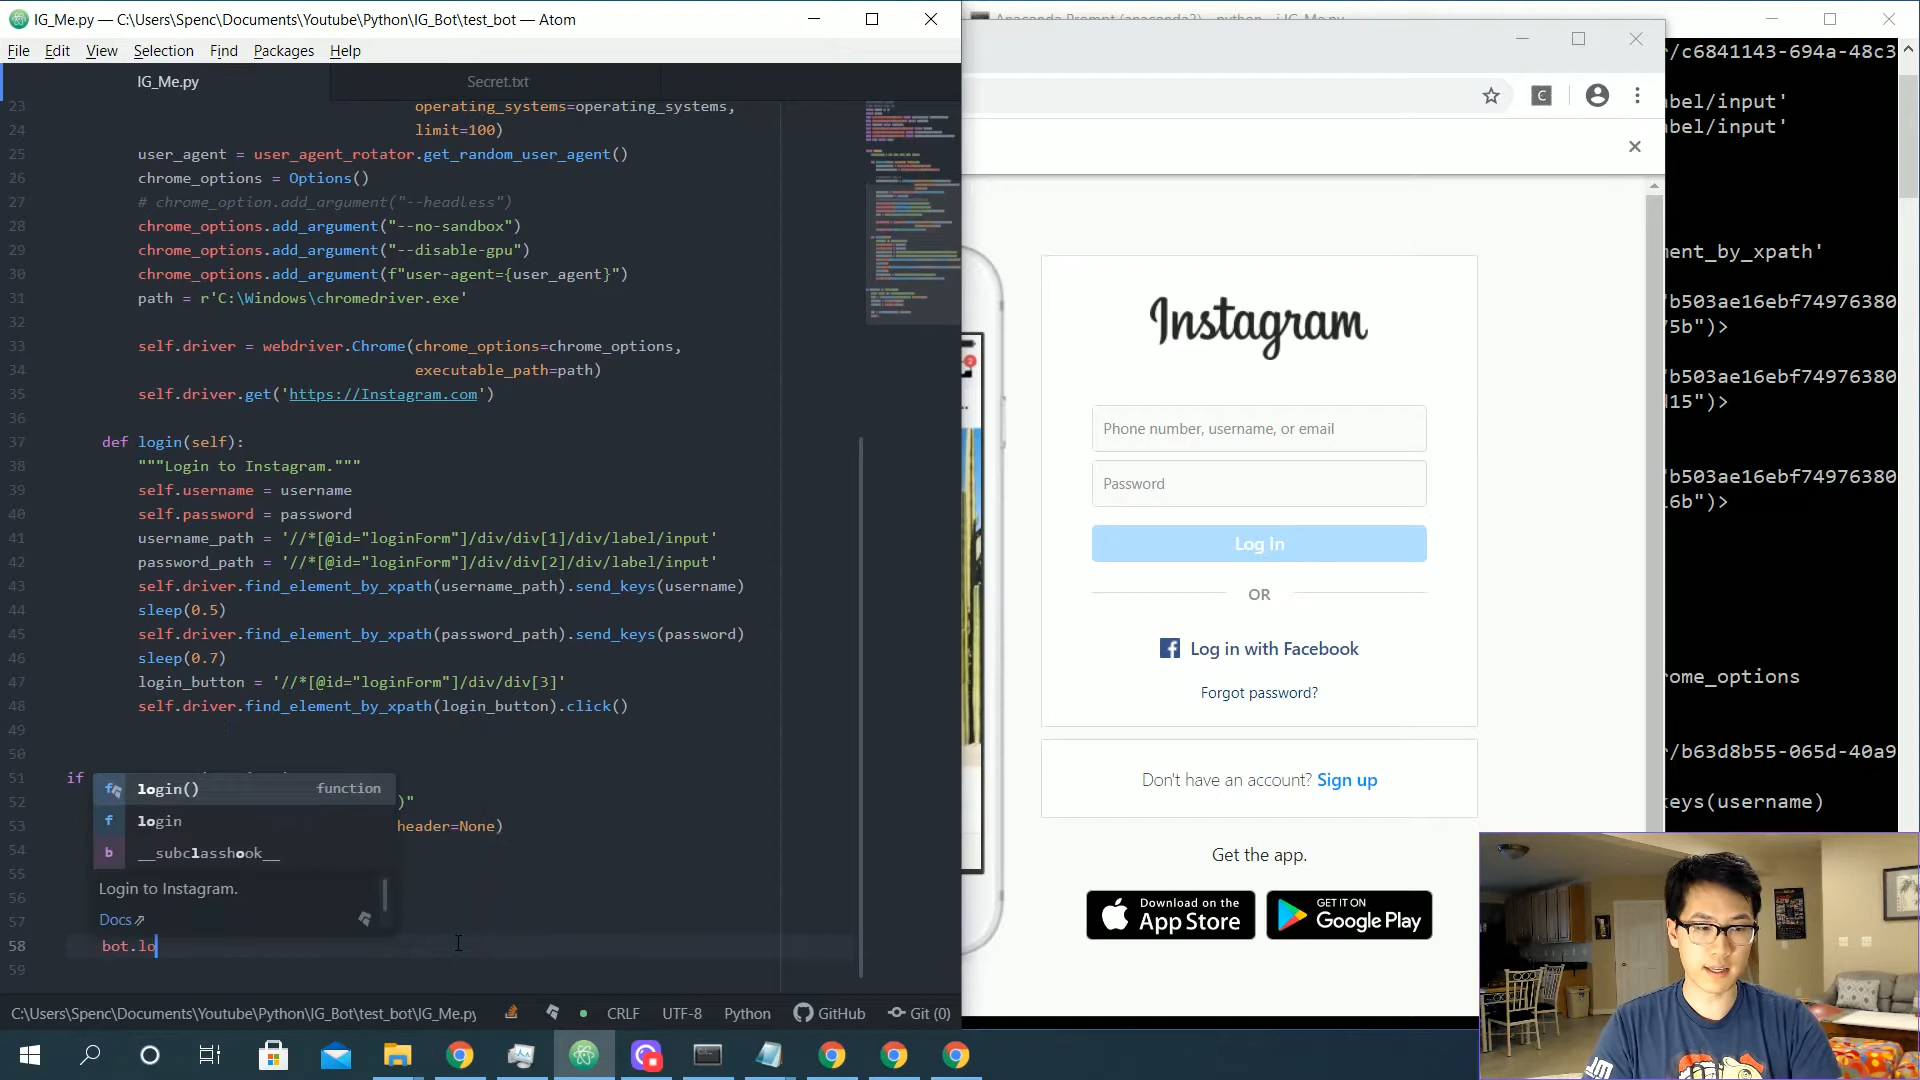 IG_Me.py — C:\Users\Spenc\Documents\Youtube\Python\IG_Bot\test_bot — Atom
File Edit View Selection Find Packages Help
IG_Me.py
Secret.txt
23 operating_systems=operating_systems,
24 limit=100)
25 user_agent = user_agent_rotator.get_random_user_agent()
26 chrome_options = Options()
27 # chrome_option.add_argument("--headless")
28 chrome_options.add_argument("--no-sandbox")
29 chrome_options.add_argument("--disable-gpu")
30 chrome_options.add_argument(f"user-agent={user_agent}")
31 path = r'C:\Windows\chromedriver.exe'
32
33 self.driver = webdriver.Chrome(chrome_options=chrome_options,
34 executable_path=path)
35 self.driver.get('https://Instagram.com')
36
37 def login(self):
38 """Login to Instagram."""
39 self.username = username
40 self.password = password
41 username_path = '//*[@id="loginForm"]/div/div[1]/div/label/input'
42 password_path = '//*[@id="loginForm"]/div/div[2]/div/label/input'
43 self.driver.find_element_by_xpath(username_path).send_keys(username)
44 sleep(0.5)
45 self.driver.find_element_by_xpath(password_path).send_keys(password)
46 sleep(0.7)
47 login_button = '//*[@id="loginForm"]/div/div[3]'
48 self.driver.find_element_by_xpath(login_button).click()
49
50
51 if
52 )"
53 header=None)
54
55
56
57
58 bot.lo
59
login() function
login
__subclasshook__
Login to Instagram.
Docs
C:\Users\Spenc\Documents\Youtube\Python\IG_Bot\test_bot\IG_Me.py
CRLF UTF-8 Python GitHub Git (0)
Instagram
Phone number, username, or email
Password
Log In
OR
Log in with Facebook
Forgot password?
Don't have an account? Sign up
Get the app.
Download on the
App Store
GET IT ON
Google Play
r/c6841143-694a-48c3
abel/input'
abel/input'
ment_by_xpath'
'b503ae16ebf74976380
75b")>
'b503ae16ebf74976380
d15")>
'b503ae16ebf74976380
16b")>
rome_options
r/b63d8b55-065d-40a9
keys(username)